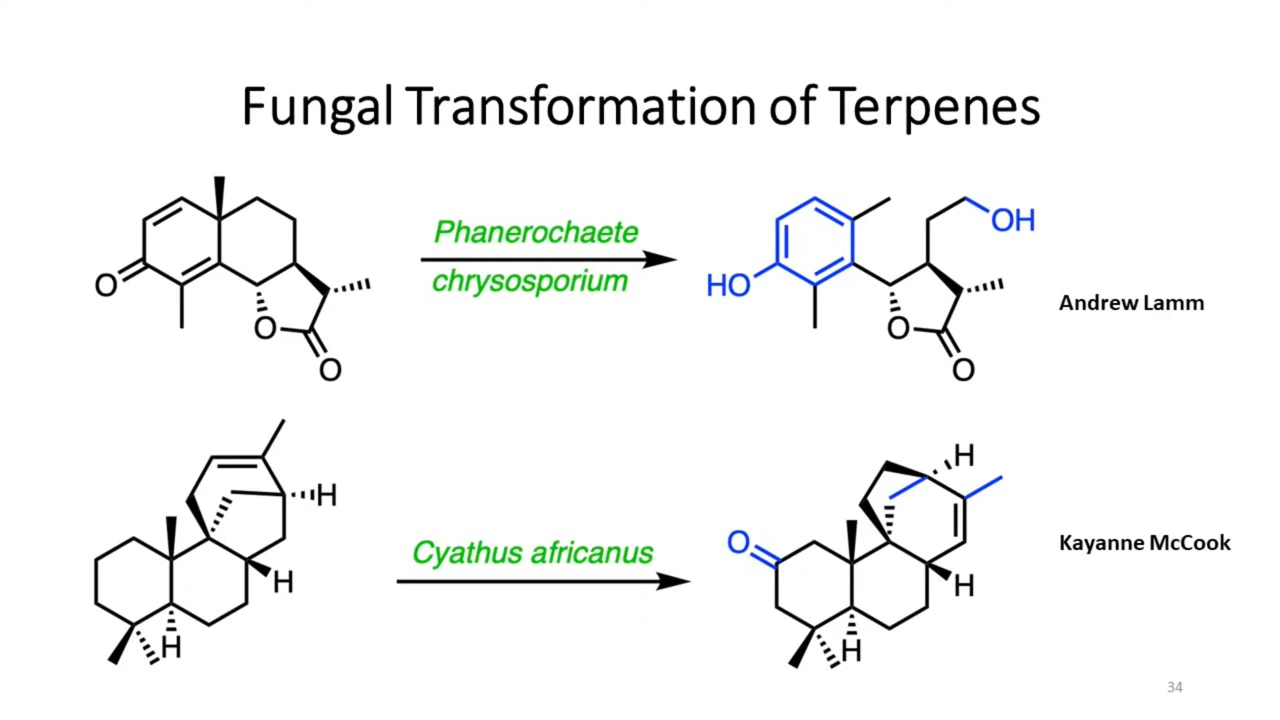 Fungal Transformation of Terpenes
Phanerochaete
chrysosporium
O
O
O
HO
OH
O
O
Andrew Lamm
H
H
H
Cyathus africanus
O
H
H
H
Kayanne McCook
34